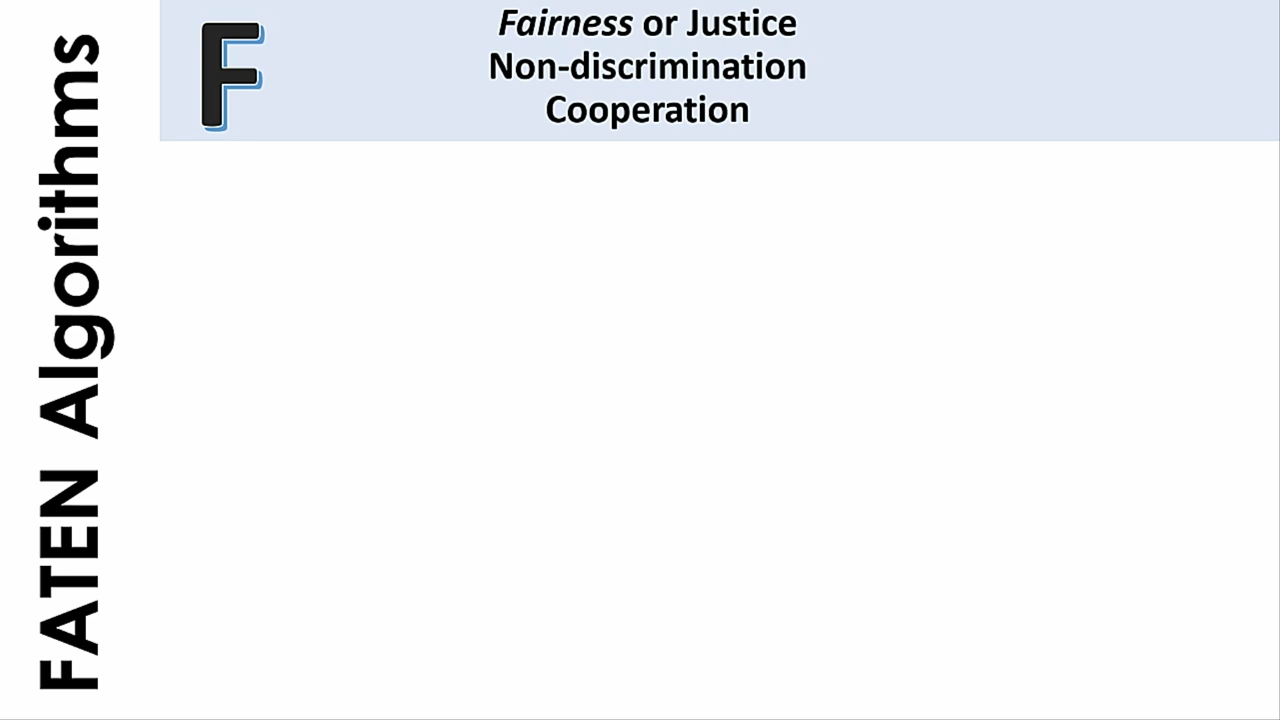 FATEN Algorithms
F
Fairness or Justice
Non-discrimination
Cooperation